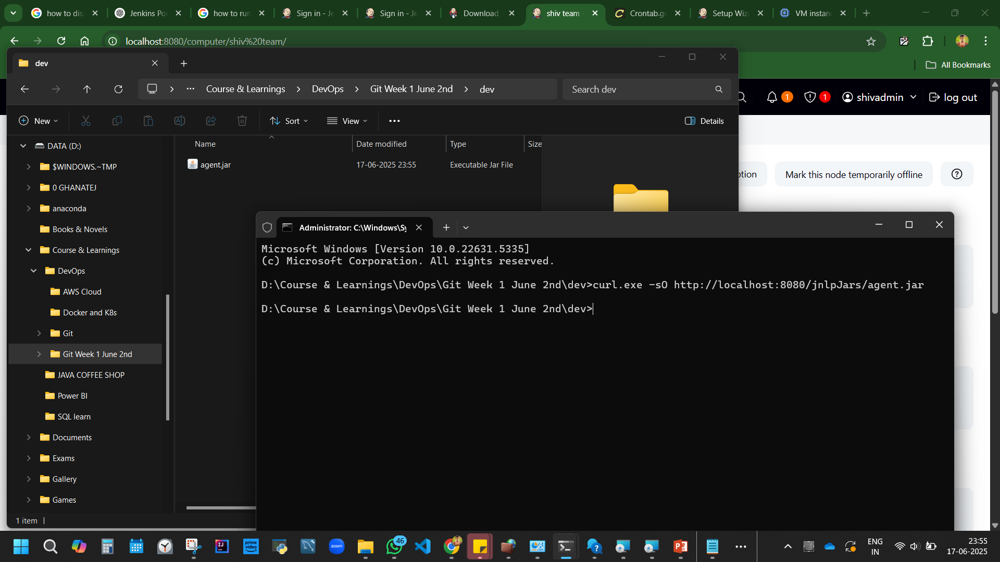 how to dis
Jenkins Po
how to run
Sign in - Je
Sign in - Je
Download
shiv team -
Crontab.gu
Setup Wiz
VM instan
localhost:8080/computer/shiv%20team/
All Bookmarks
dev
Course & Learnings
DevOps
Git Week 1 June 2nd
dev
Search dev
1
1
shivadmin
log out
New
Sort
View
Details
Name
Date modified
Type
Size
agent.jar
17-06-2025 23:55
Executable Jar File
DATA (D:)
$WINDOWS.~TMP
0 GHANATEJ
anaconda
Books & Novels
Course & Learnings
DevOps
AWS Cloud
Docker and K8s
Git
Git Week 1 June 2nd
JAVA COFFEE SHOP
Power BI
SQL learn
Documents
Exams
Gallery
Games
1 item
ption
Mark this node temporarily offline
Administrator: C:\Windows\Sy
Microsoft Windows [Version 10.0.22631.5335]
(c) Microsoft Corporation. All rights reserved.
D:\Course & Learnings\DevOps\Git Week 1 June 2nd\dev>curl.exe -sO http://localhost:8080/jnlpJars/agent.jar
D:\Course & Learnings\DevOps\Git Week 1 June 2nd\dev>
prime video
zoom
46
ENG
IN
23:55
17-06-2025